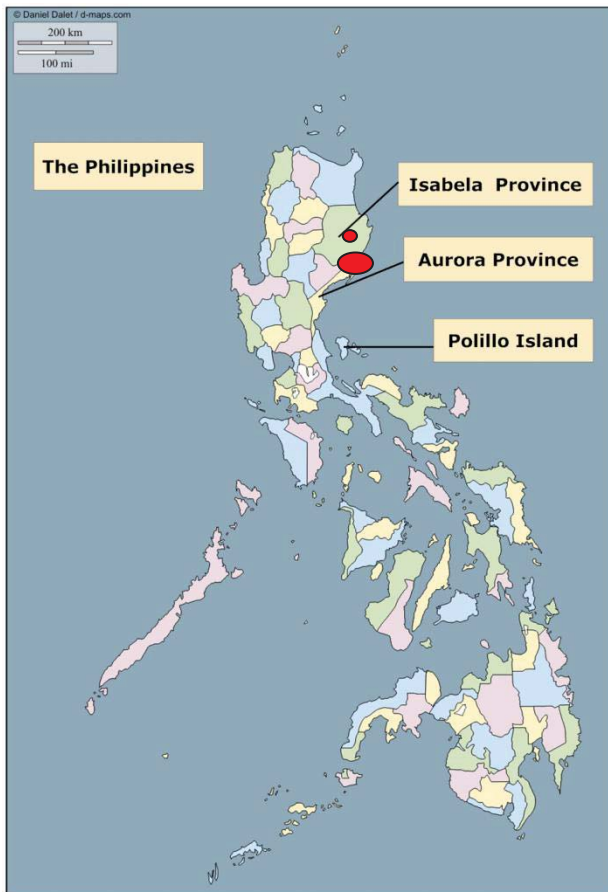 © Daniel Dalet / d-maps.com
200 km
100 mi
The Philippines
Isabela Province
Aurora Province
Polillo Island